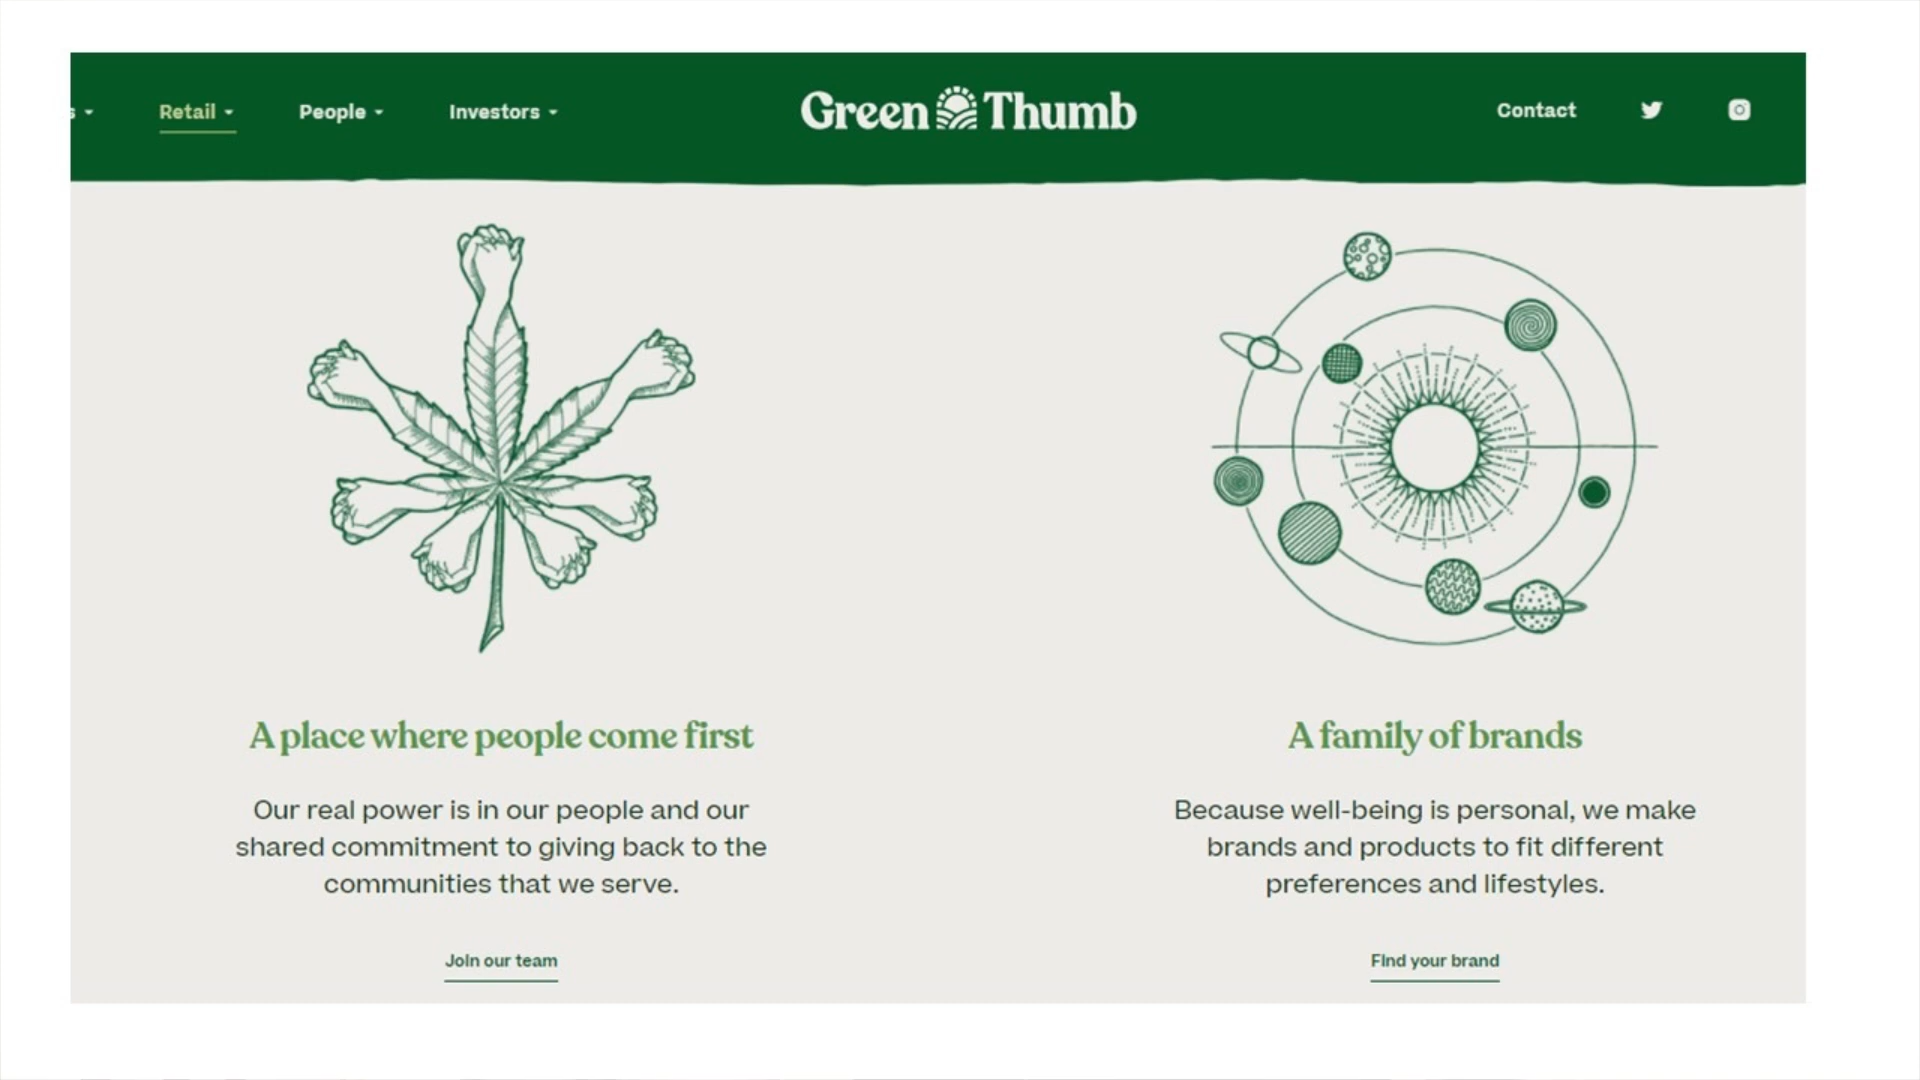 s
Retail
People
Investors
Green Thumb
Contact
A place where people come first
Our real power is in our people and our
shared commitment to giving back to the
communities that we serve.
Join our team
A family of brands
Because well-being is personal, we make
brands and products to fit different
preferences and lifestyles.
Find your brand